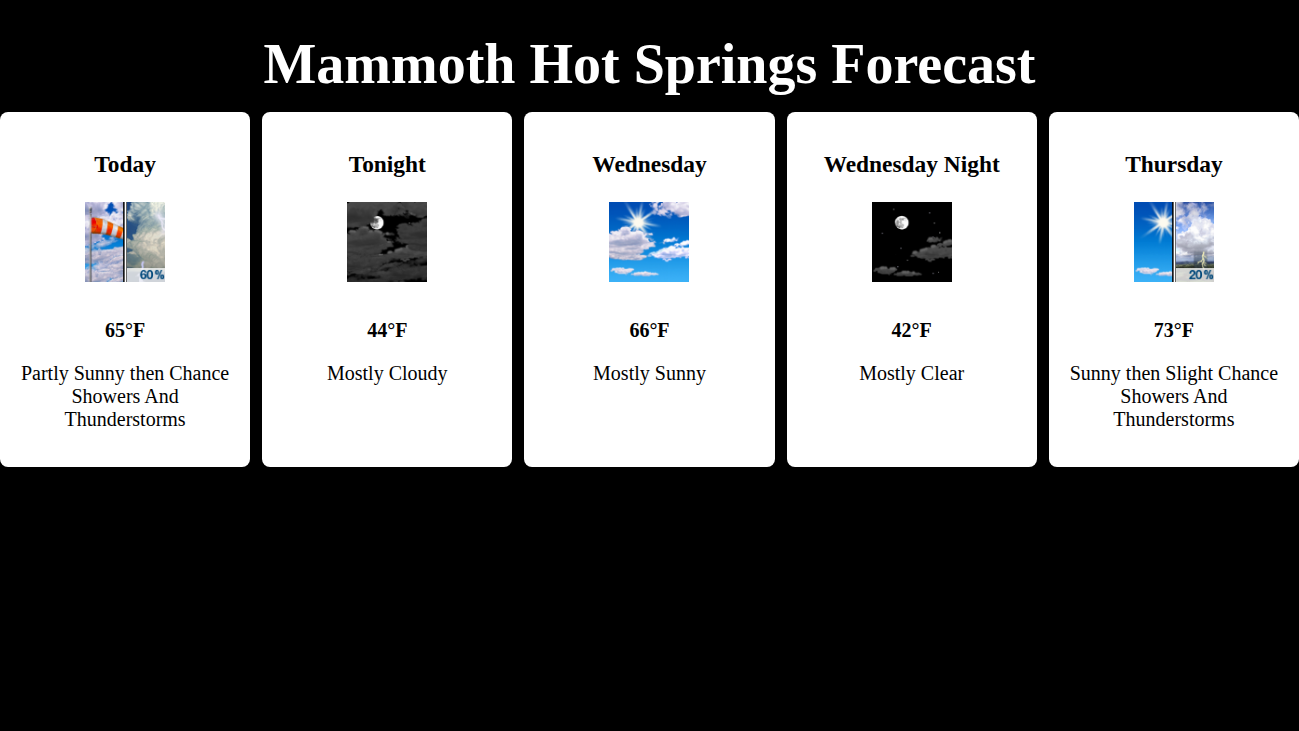 Mammoth Hot Springs Forecast
Today
60%
65°F
Partly Sunny then Chance
Showers And
Thunderstorms
Tonight
44°F
Mostly Cloudy
Wednesday
66°F
Mostly Sunny
Wednesday Night
42°F
Mostly Clear
Thursday
20%
73°F
Sunny then Slight Chance
Showers And
Thunderstorms